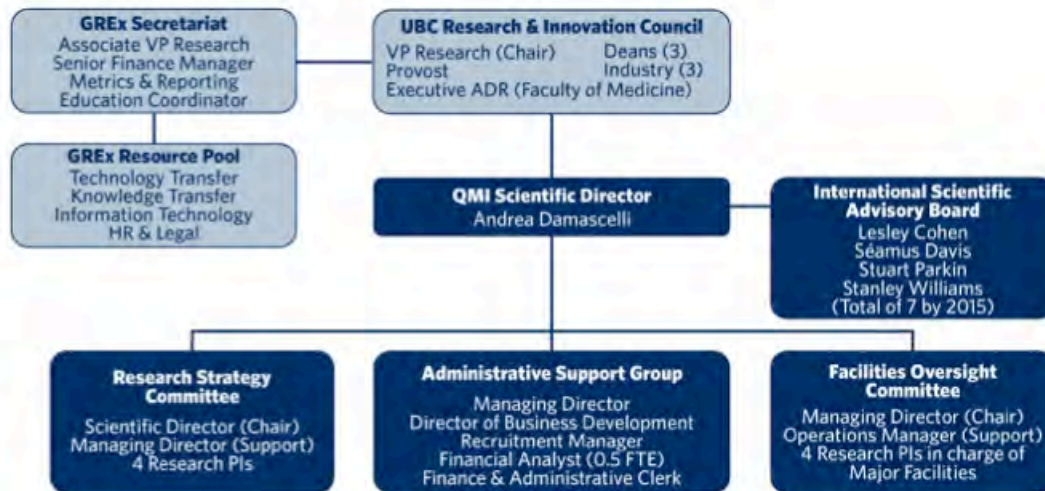 GREx Secretariat
Associate VP Research
Senior Finance Manager
Metrics & Reporting
Education Coordinator
UBC Research & Innovation Council
VP Research (Chair) Deans (3)
Provost Industry (3)
Executive ADR (Faculty of Medicine)
GREx Resource Pool
Technology Transfer
Knowledge Transfer
Information Technology
HR & Legal
QMI Scientific Director
Andrea Damascelli
International Scientific
Advisory Board
Lesley Cohen
Séamus Davis
Stuart Parkin
Stanley Williams
(Total of 7 by 2015)
Research Strategy
Committee
Scientific Director (Chair)
Managing Director (Support)
4 Research PIs
Administrative Support Group
Managing Director
Director of Business Development
Recruitment Manager
Financial Analyst (0.5 FTE)
Finance & Administrative Clerk
Facilities Oversight
Committee
Managing Director (Chair)
Operations Manager (Support)
4 Research PIs in charge of
Major Facilities